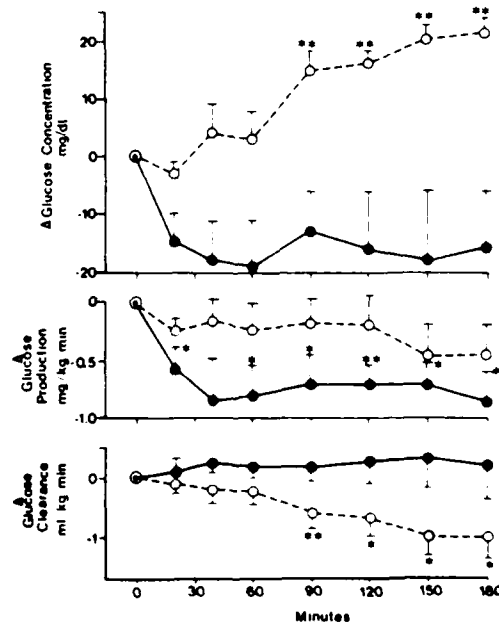 ** ** ** **
20
10
0
-10
-20
Δ Glucose Concentration
mg/dl
0
-0.5
-1.0
Δ
Glucose
Production
mg/kg min
* * * ** * *
0
-1
Δ
Glucose
Clearance
ml kg min
** * * *
0 30 60 90 120 150 180
Minutes